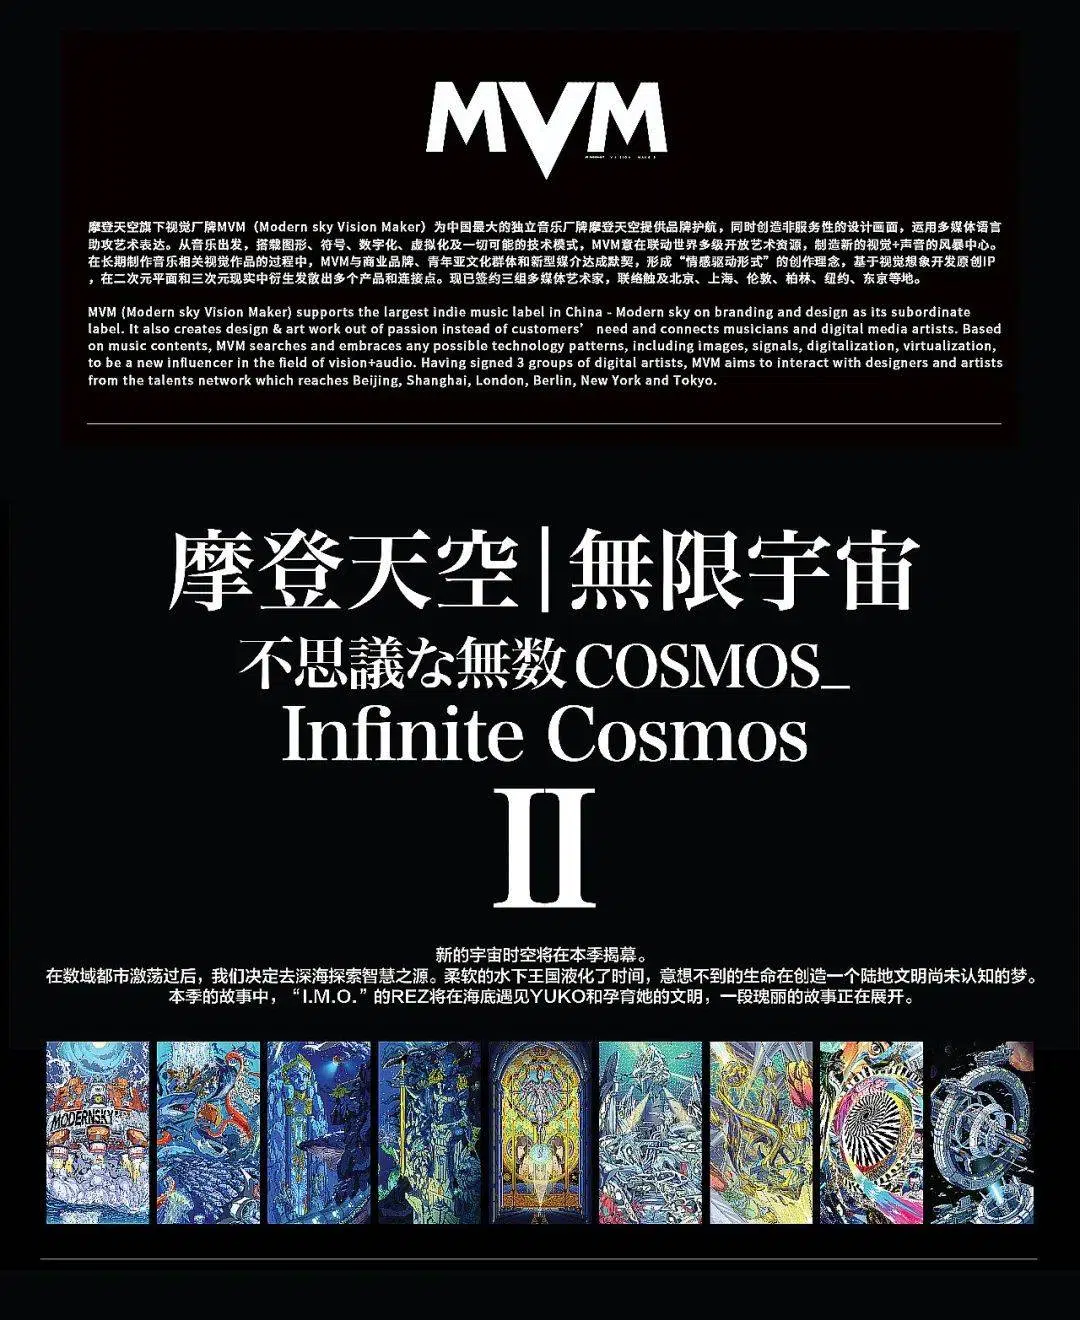 MVM
摩登天空旗下视觉厂牌MVM（Modern sky Vision Maker）为中国最大的独立音乐厂牌摩登天空提供品牌护航，同时创造非服务性的设计画面，运用多媒体语言
助攻艺术表达。从音乐出发，搭载图形、符号、数字化、虚拟化及一切可能的技术模式，MVM意在联动世界多级开放艺术资源，制造新的视觉+声音的风暴中心。
在长期制作音乐相关视觉作品的过程中，MVM与商业品牌、青年亚文化群体和新型媒介达成默契，形成“情感驱动形式”的创作理念，基于视觉想象开发原创IP
，在二次元平面和三次元现实中衍生发散出多个产品和连接点。现已签约三组多媒体艺术家，联络触及北京、上海、伦敦、柏林、纽约、东京等地。
MVM (Modern sky Vision Maker) supports the largest indie music label in China - Modern sky on branding and design as its subordinate
label. It also creates design & art work out of passion instead of customers’ need and connects musicians and digital media artists. Based
on music contents, MVM searches and embraces any possible technology patterns, including images, signals, digitalization, virtualization,
to be a new influencer in the field of vision+audio. Having signed 3 groups of digital artists, MVM aims to interact with designers and artists
from the talents network which reaches Beijing, Shanghai, London, Berlin, New York and Tokyo.
摩登天空|無限宇宙
不思議な無数COSMOS_
Infinite Cosmos
II
新的宇宙时空将在本季揭幕。
在数域都市激荡过后，我们决定去深海探索智慧之源。柔软的水下王国液化了时间，意想不到的生命在创造一个陆地文明尚未认知的梦。
本季的故事中，“I.M.O.”的REZ将在海底遇见YUKO和孕育她的文明，一段瑰丽的故事正在展开。
MODERNSKY